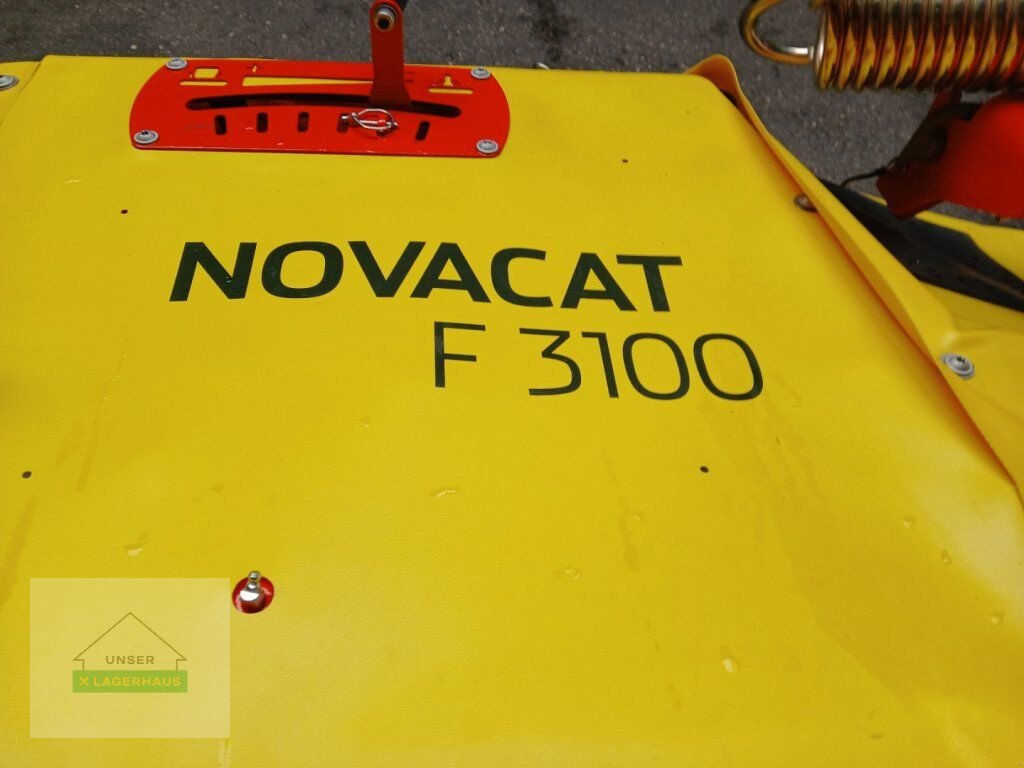 NOVACAT
F 3100
UNSER
X LAGERHAUS